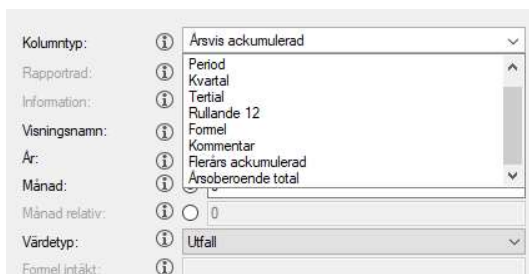 Kolumntyp: Årsvis ackumulerad
Rapportrad: Period
Kvartal
Information: Tertial
Rullande 12
Visningsnamn: Formel
Kommentar
År: Flerårs ackumulerad
Månad: Årsoberoende total
Månad relativ: 0
Värdetyp: Utfall
Formel intäkt: